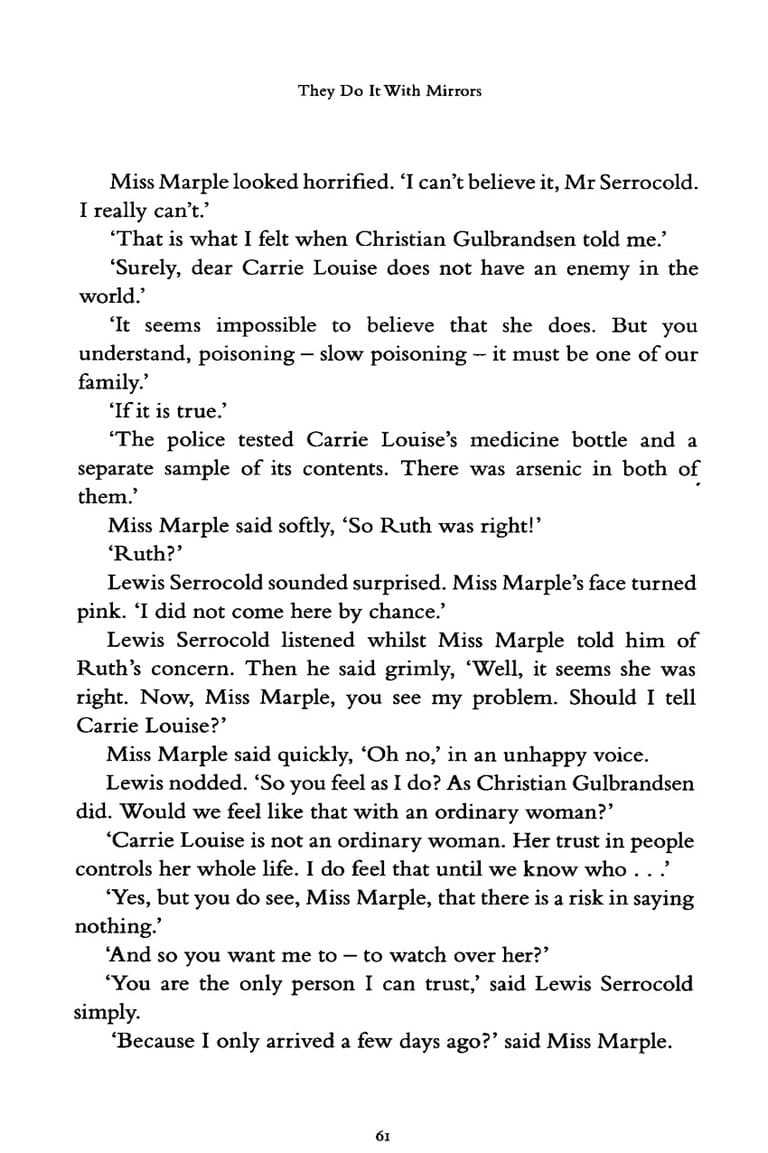 They Do It With Mirrors
Miss Marple looked horrified. ‘I can’t believe it, Mr Serrocold.
I really can’t.’
‘That is what I felt when Christian Gulbrandsen told me.’
‘Surely, dear Carrie Louise does not have an enemy in the
world.’
‘It seems impossible to believe that she does. But you
understand, poisoning – slow poisoning – it must be one of our
family.’
‘If it is true.’
‘The police tested Carrie Louise’s medicine bottle and a
separate sample of its contents. There was arsenic in both of
them.’
Miss Marple said softly, ‘So Ruth was right!’
‘Ruth?’
Lewis Serrocold sounded surprised. Miss Marple’s face turned
pink. ‘I did not come here by chance.’
Lewis Serrocold listened whilst Miss Marple told him of
Ruth’s concern. Then he said grimly, ‘Well, it seems she was
right. Now, Miss Marple, you see my problem. Should I tell
Carrie Louise?’
Miss Marple said quickly, ‘Oh no,’ in an unhappy voice.
Lewis nodded. ‘So you feel as I do? As Christian Gulbrandsen
did. Would we feel like that with an ordinary woman?’
‘Carrie Louise is not an ordinary woman. Her trust in people
controls her whole life. I do feel that until we know who . . .’
‘Yes, but you do see, Miss Marple, that there is a risk in saying
nothing.’
‘And so you want me to – to watch over her?’
‘You are the only person I can trust,’ said Lewis Serrocold
simply.
‘Because I only arrived a few days ago?’ said Miss Marple.
61